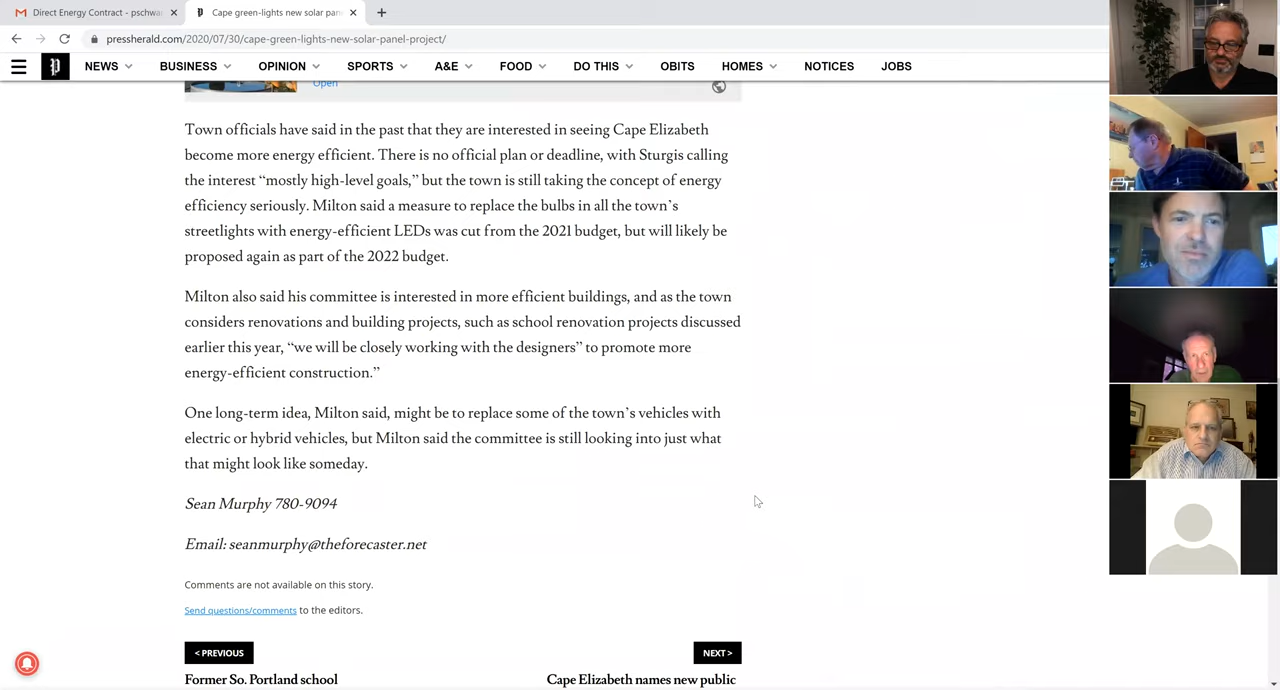 Direct Energy Contract - pschwa
Cape green-lights new solar pan
pressherald.com/2020/07/30/cape-green-lights-new-solar-panel-project/
P
NEWS BUSINESS OPINION SPORTS A&E FOOD DO THIS OBITS HOMES NOTICES JOBS
Open
Town officials have said in the past that they are interested in seeing Cape Elizabeth
become more energy efficient. There is no official plan or deadline, with Sturgis calling
the interest “mostly high-level goals,” but the town is still taking the concept of energy
efficiency seriously. Milton said a measure to replace the bulbs in all the town’s
streetlights with energy-efficient LEDs was cut from the 2021 budget, but will likely be
proposed again as part of the 2022 budget.
Milton also said his committee is interested in more efficient buildings, and as the town
considers renovations and building projects, such as school renovation projects discussed
earlier this year, “we will be closely working with the designers” to promote more
energy-efficient construction.”
One long-term idea, Milton said, might be to replace some of the town’s vehicles with
electric or hybrid vehicles, but Milton said the committee is still looking into just what
that might look like someday.
Sean Murphy 780-9094
Email: seanmurphy@theforecaster.net
Comments are not available on this story.
Send questions/comments to the editors.
< PREVIOUS
NEXT >
Former So. Portland school
Cape Elizabeth names new public